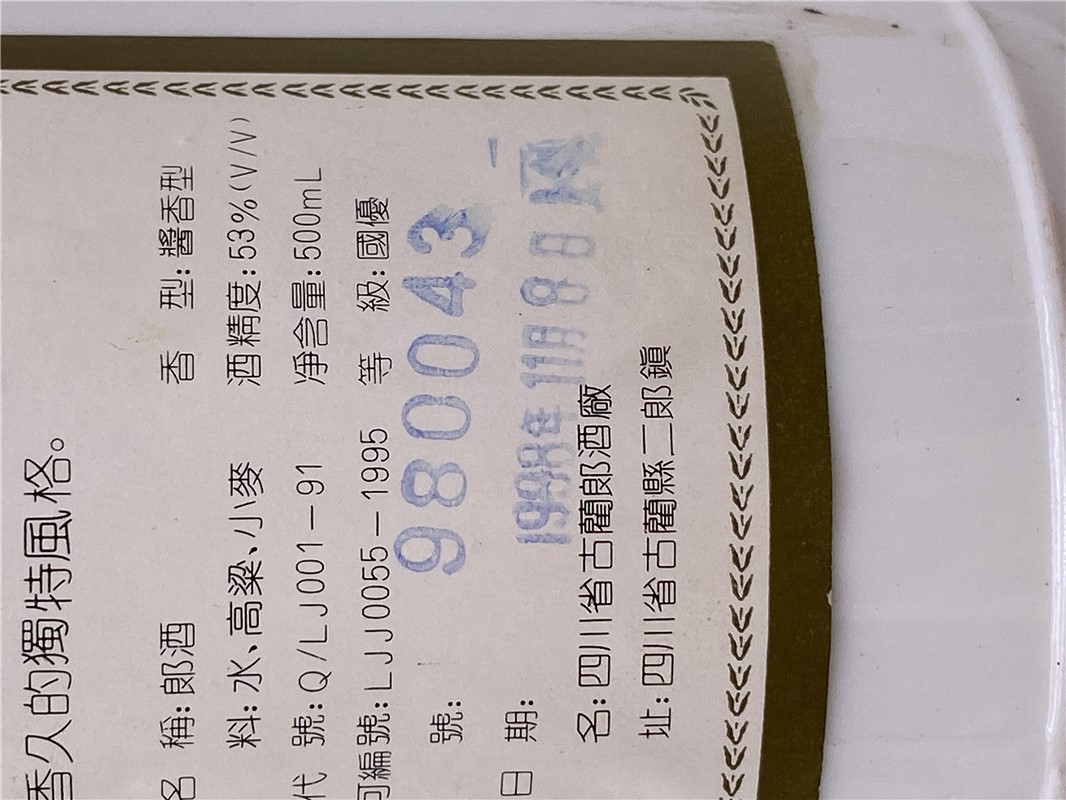 香久的獨特風格。
名 稱:郎酒 香 型:醬香型
料:水、高粱、小麥 酒精度:53%(V/V)
代 號:Q/LJ001-91 净含量:500mL
可編號:LJJ0055-1995 等 級:國優
號: 980043
日 期: 1998年11月8日
名:四川省古藺郎酒廠
址:四川省古藺縣二郎鎮